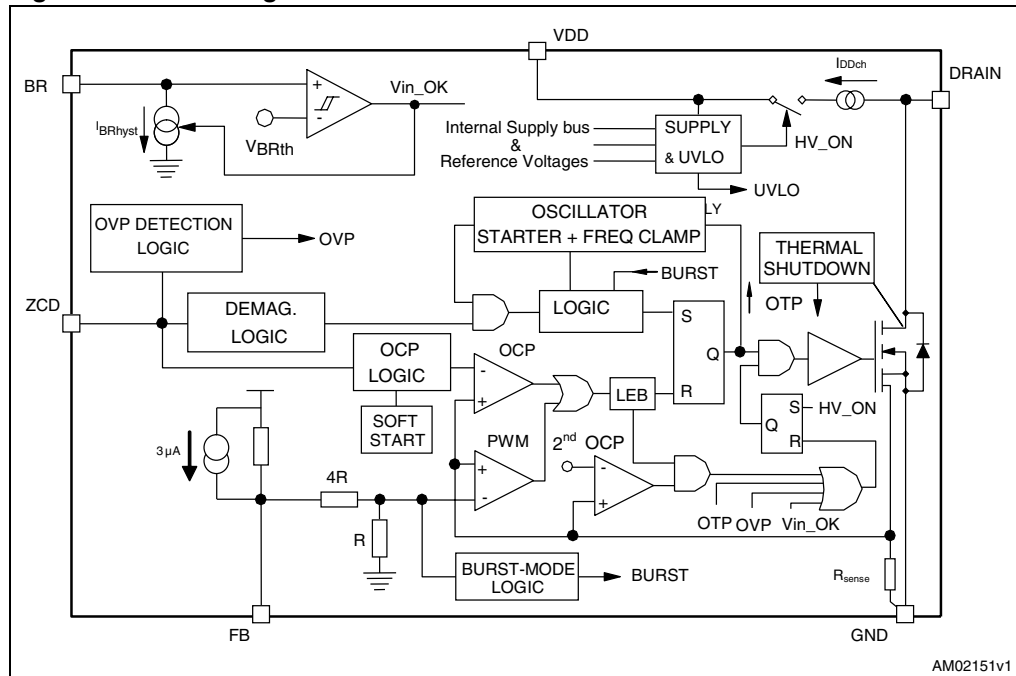 VDD
IDDch
DRAIN
BR
Vin_OK
+
-
IBRhyst
VBRth
Internal Supply bus
&
Reference Voltages
SUPPLY
& UVLO
HV_ON
UVLO
OVP DETECTION
LOGIC
OVP
OSCILLATOR
STARTER + FREQ CLAMP
LY
THERMAL
SHUTDOWN
BURST
OTP
ZCD
DEMAG.
LOGIC
LOGIC
S
Q
R
OCP
LOGIC
OCP
-
+
LEB
SOFT
START
S
HV_ON
Q
R
3µA
PWM
2nd OCP
+
-
-
+
4R
R
OTP
OVP
Vin_OK
BURST-MODE
LOGIC
BURST
Rsense
FB
GND
AM02151v1